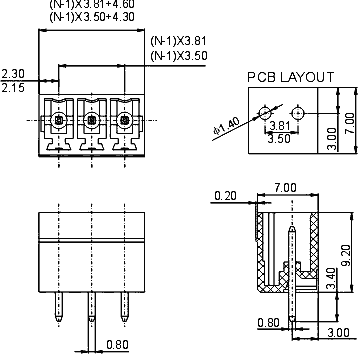 (N-1)X3.81+4.60
(N-1)X3.50+4.30
(N-1)X3.81
(N-1)X3.50
2.30
2.15
PCB LAYOUT
ϕ1.40
3.81
3.50
3.00
7.00
0.20
7.00
9.20
3.40
0.80
3.00
0.80